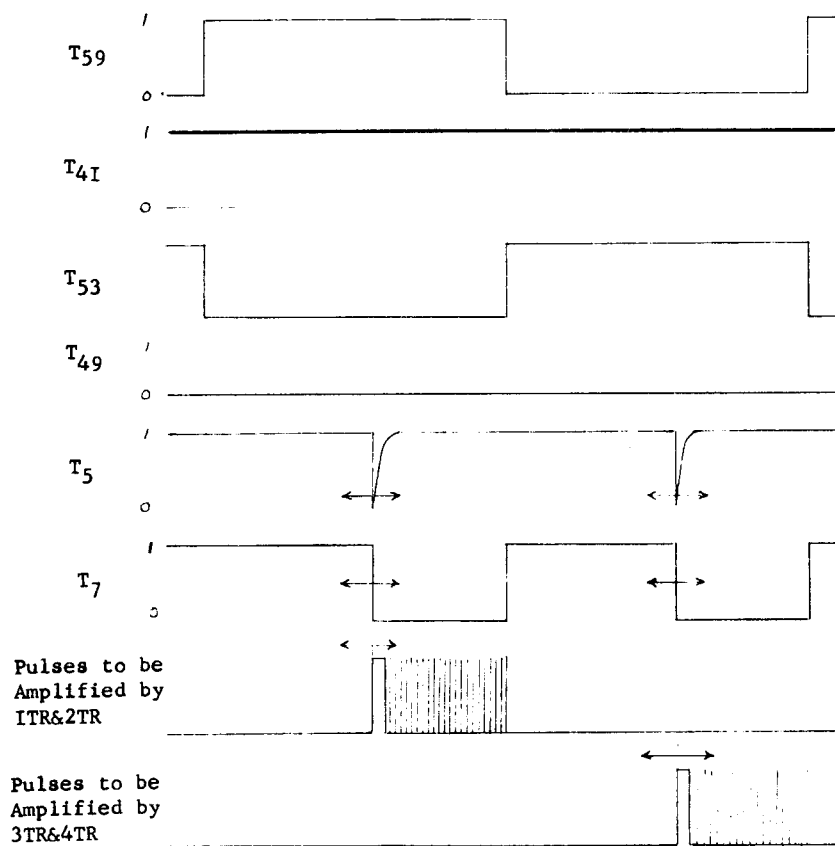 1
T59
0
1
T4I
0
T53
1
T49
0
1
T5
0
1
T7
0
Pulses to be
Amplified by
ITR&2TR
Pulses to be
Amplified by
3TR&4TR